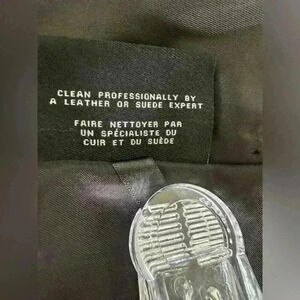 CLEAN PROFESSIONALLY BY
A LEATHER OR SUEDE EXPERT
FAIRE NETTOYER PAR
UN SPÉCIALISTE DU
CUIR ET DU SUÈDE